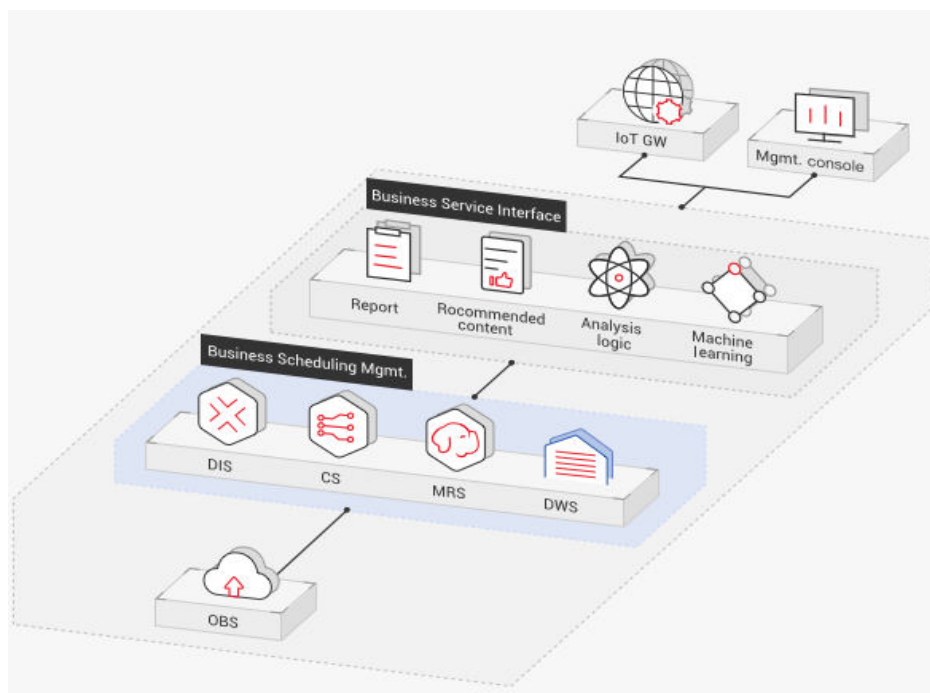 IoT GW
Mgmt. console
Business Service Interface
Report
Rocommended
content
Analysis
logic
Machine
learning
Business Scheduling Mgmt.
DIS
CS
MRS
DWS
OBS